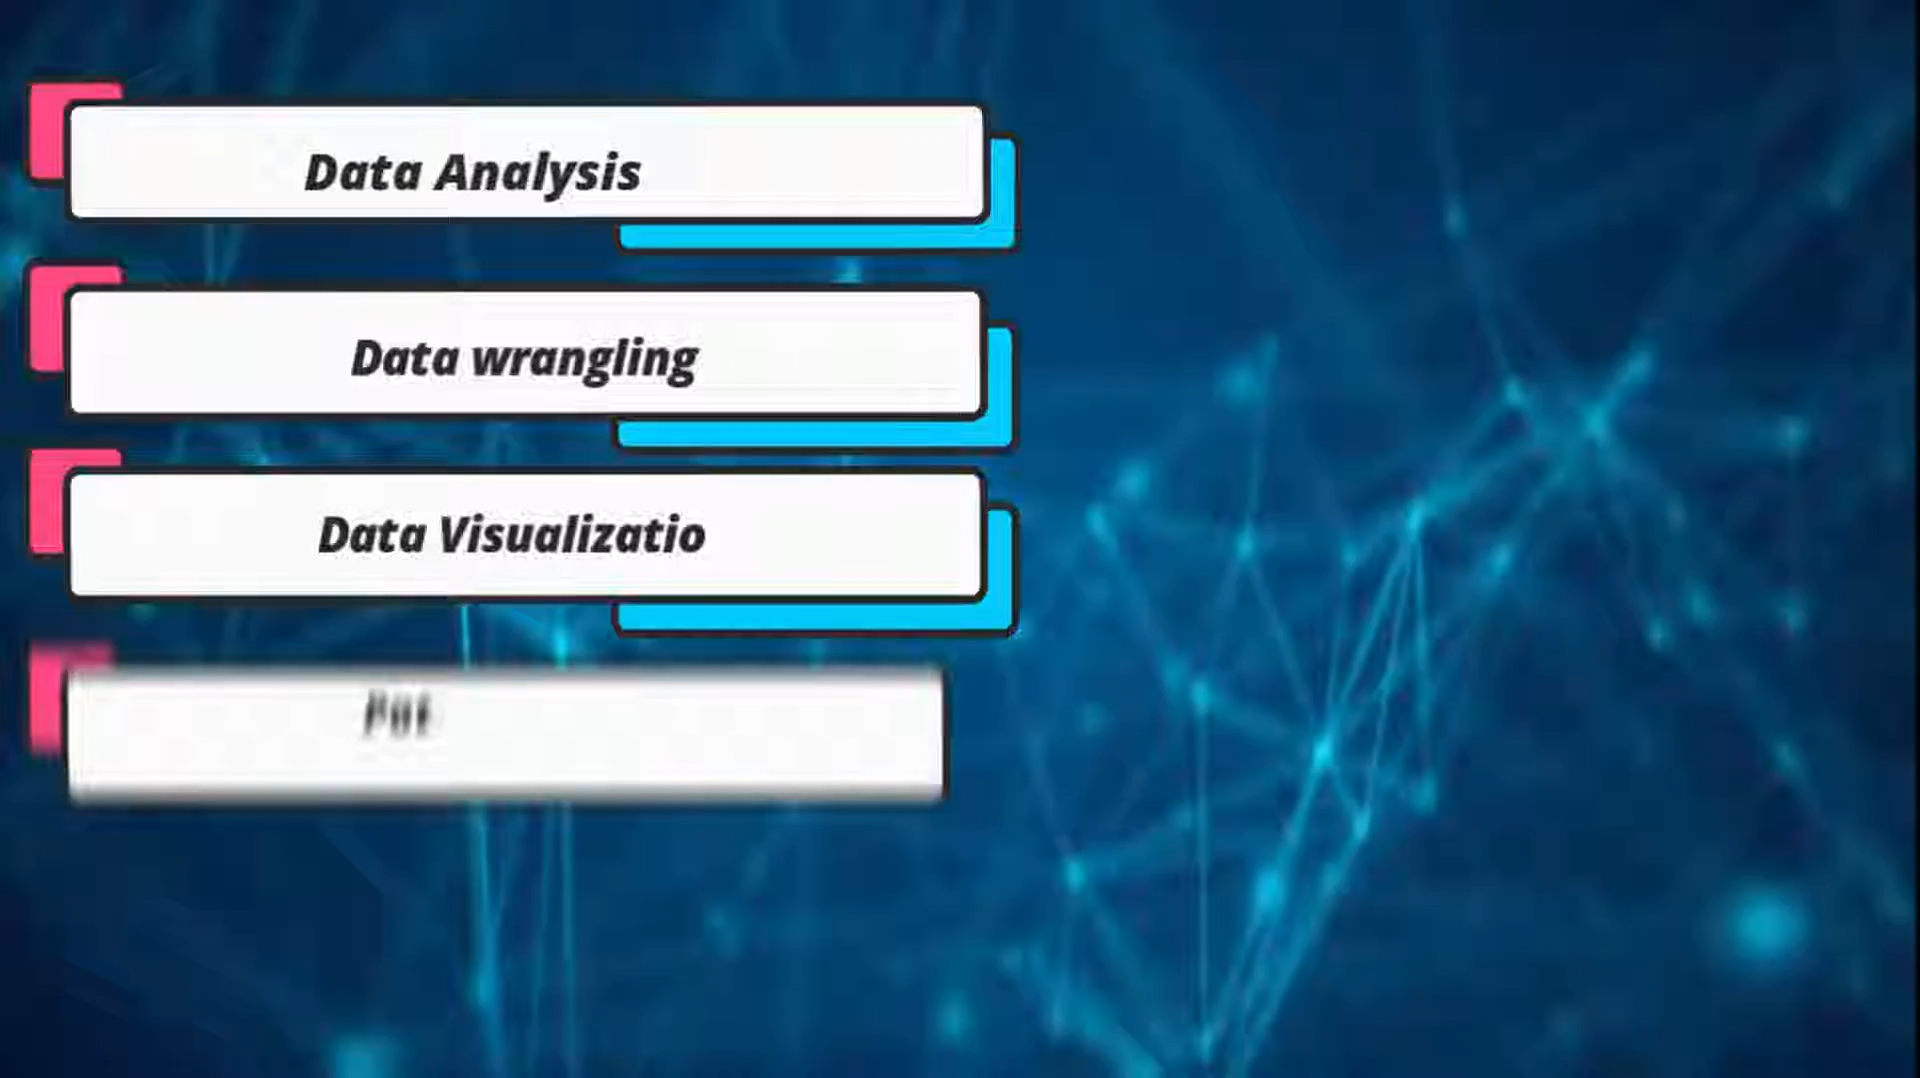 Data Analysis
Data wrangling
Data Visualizatio